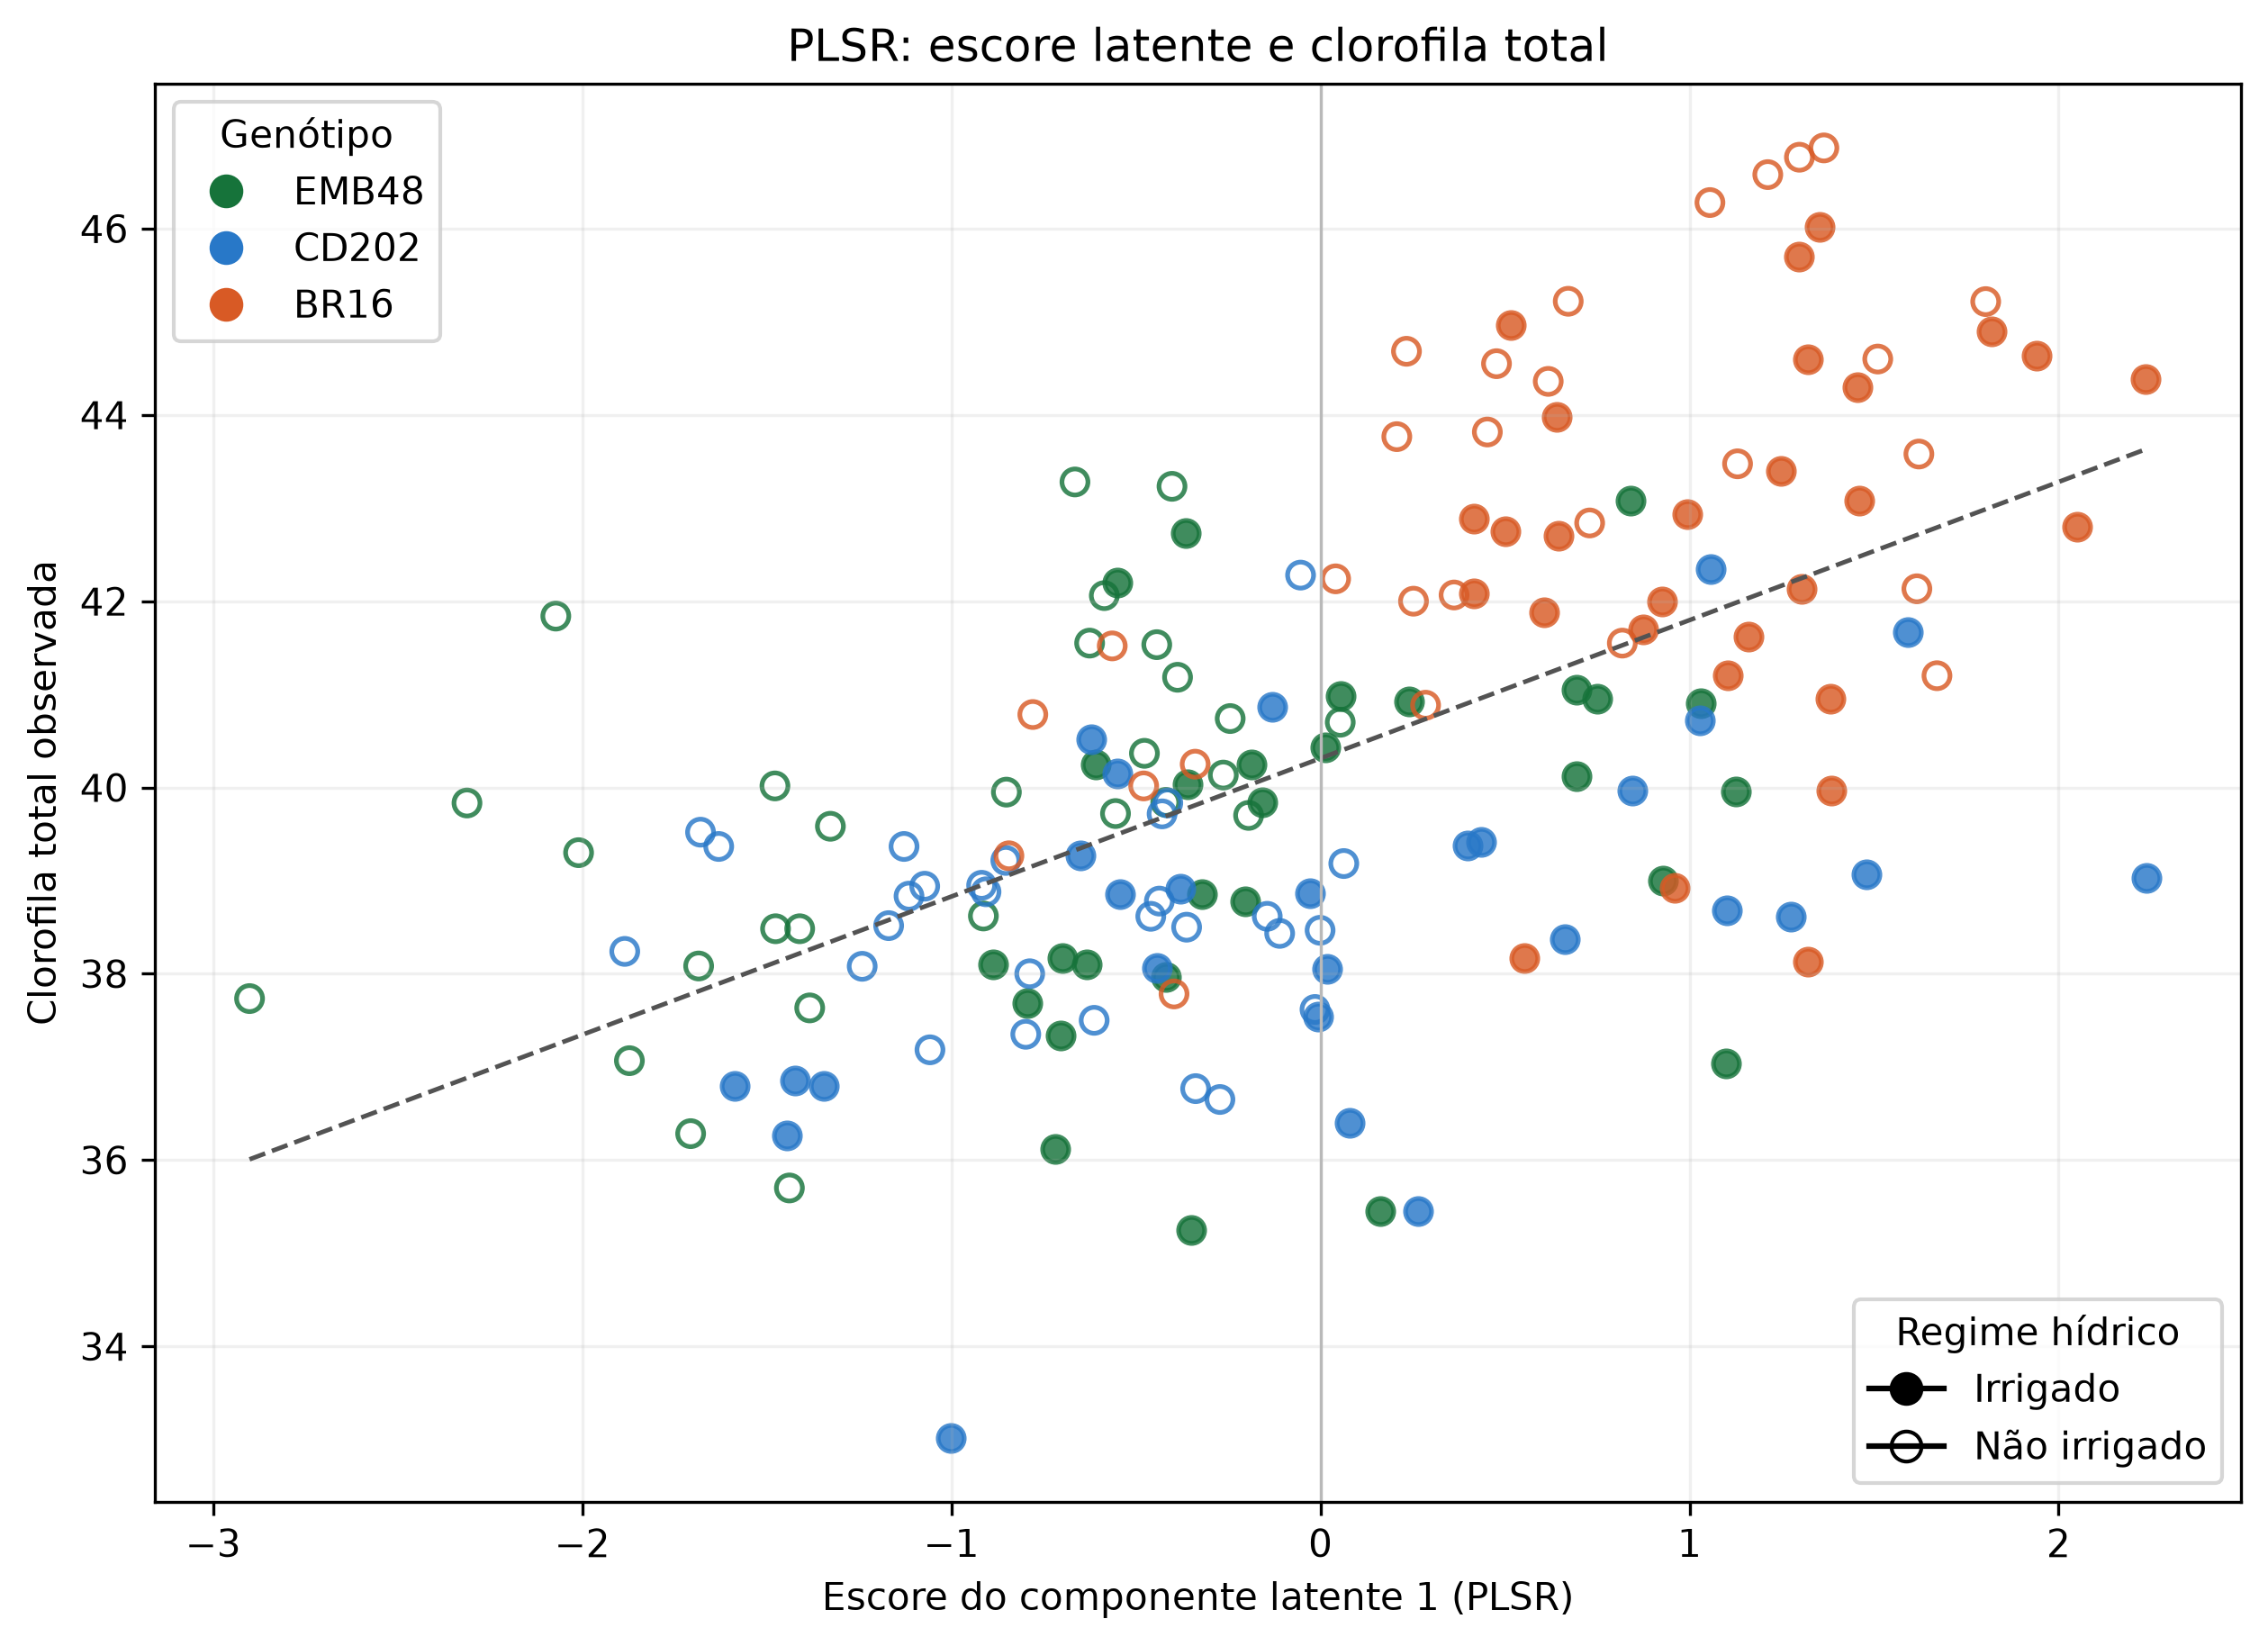 PLSR: escore latente e clorofila total
Genótipo
EMB48
CD202
BR16
46
44
42
40
38
36
34
Clorofila total observada
Regime hídrico
Irrigado
Não irrigado
−3
−2
−1
0
1
2
Escore do componente latente 1 (PLSR)